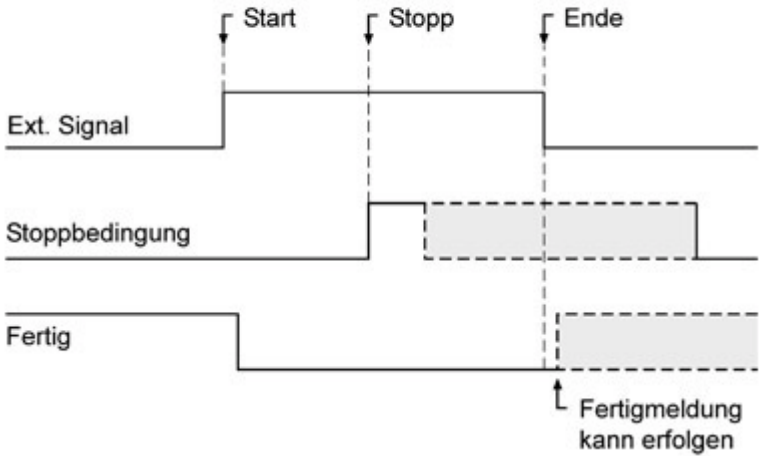 Start
Stopp
Ende
Ext. Signal
Stoppbedingung
Fertig
Fertigmeldung
kann erfolgen